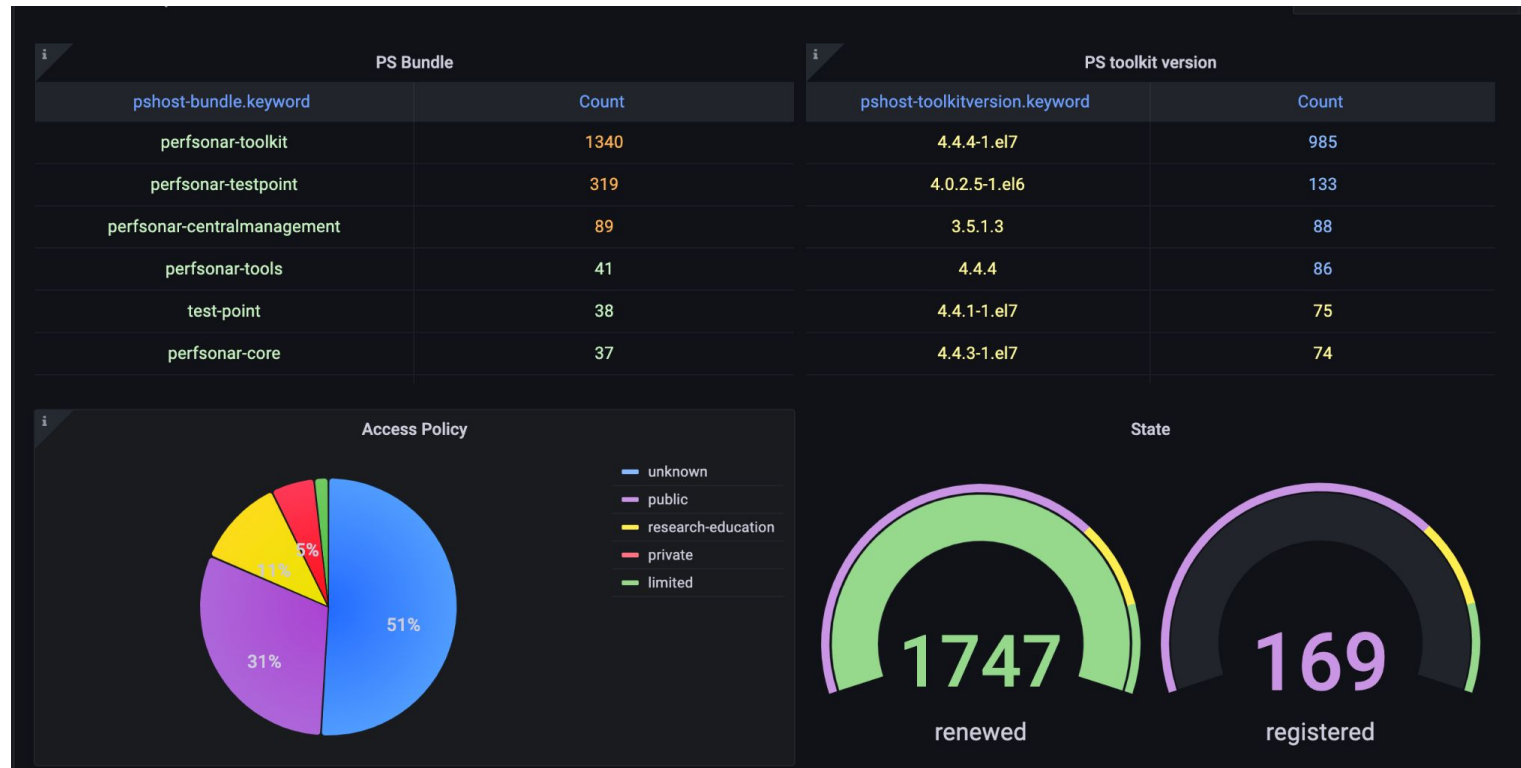 PS Bundle
pshost-bundle.keyword Count
perfsonar-toolkit 1340
perfsonar-testpoint 319
perfsonar-centralmanagement 89
perfsonar-tools 41
test-point 38
perfsonar-core 37
PS toolkit version
pshost-toolkitversion.keyword Count
4.4.4-1.el7 985
4.0.2.5-1.el6 133
3.5.1.3 88
4.4.4 86
4.4.1-1.el7 75
4.4.3-1.el7 74
Access Policy
5%
11%
51%
31%
unknown
public
research-education
private
limited
State
1747
renewed
169
registered